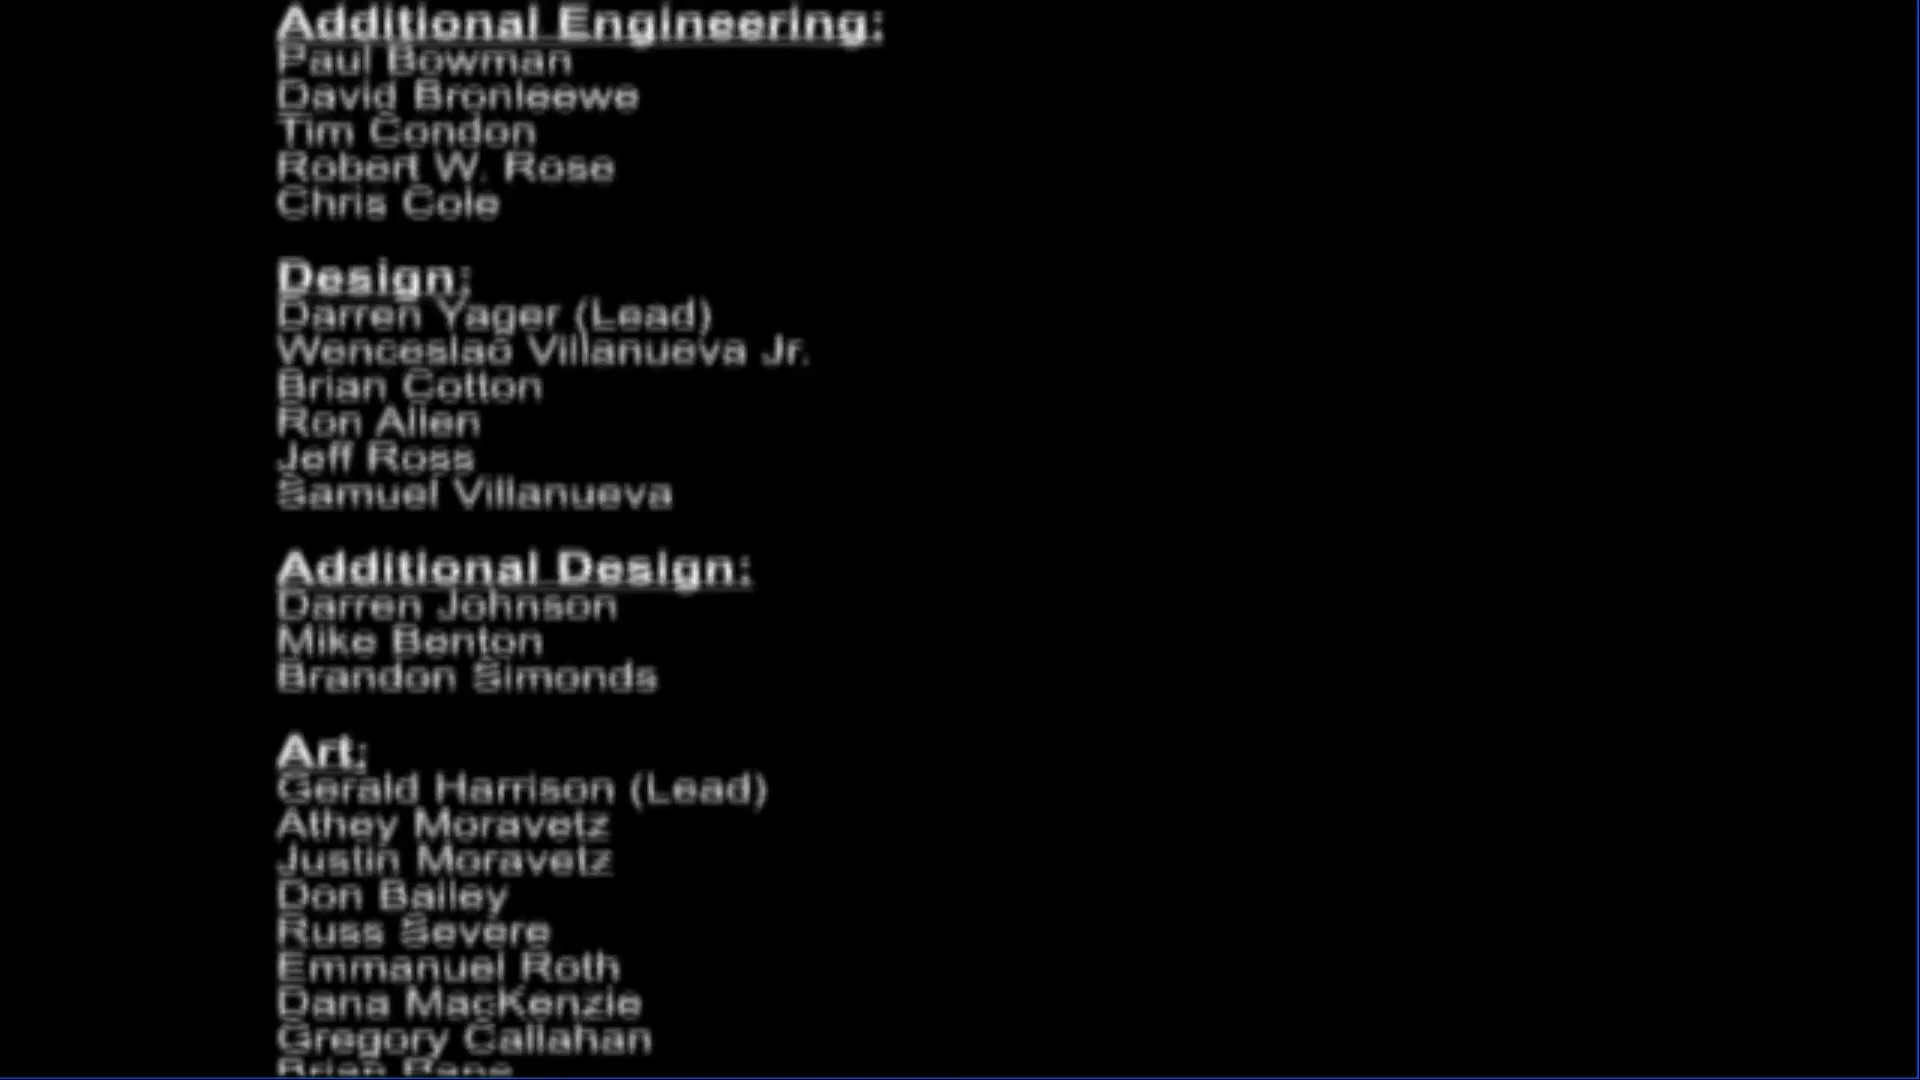 Additional Engineering:
Paul Bowman
David Bronleewe
Tim Condon
Robert W. Rose
Chris Cole
Design:
Darren Yager (Lead)
Wenceslao Villanueva Jr.
Brian Cotton
Ron Allen
Jeff Ross
Samuel Villanueva
Additional Design:
Darren Johnson
Mike Benton
Brandon Simonds
Art:
Gerald Harrison (Lead)
Athey Moravetz
Justin Moravetz
Don Bailey
Russ Severe
Emmanuel Roth
Dana MacKenzie
Gregory Callahan
Brian